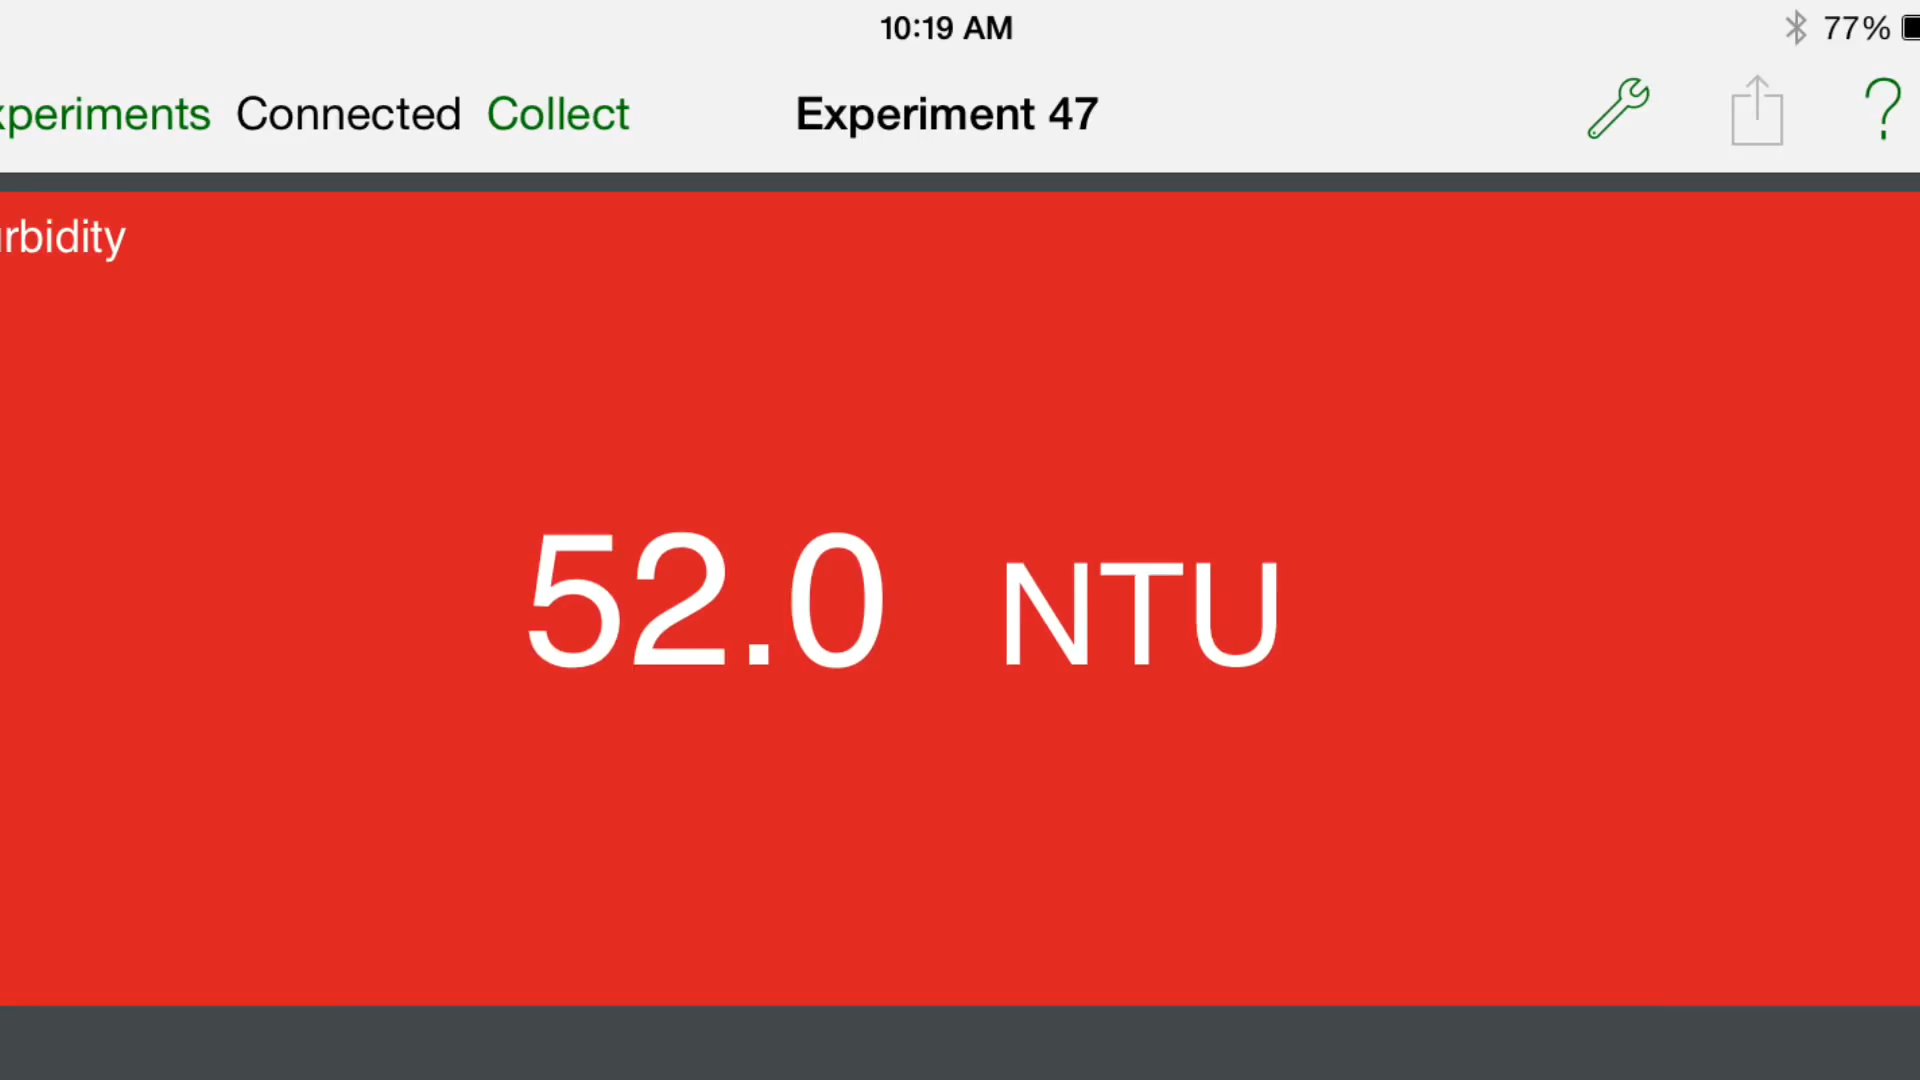 10:19 AM
77%
xperiments Connected Collect Experiment 47 ?
rbidity
52.0 NTU